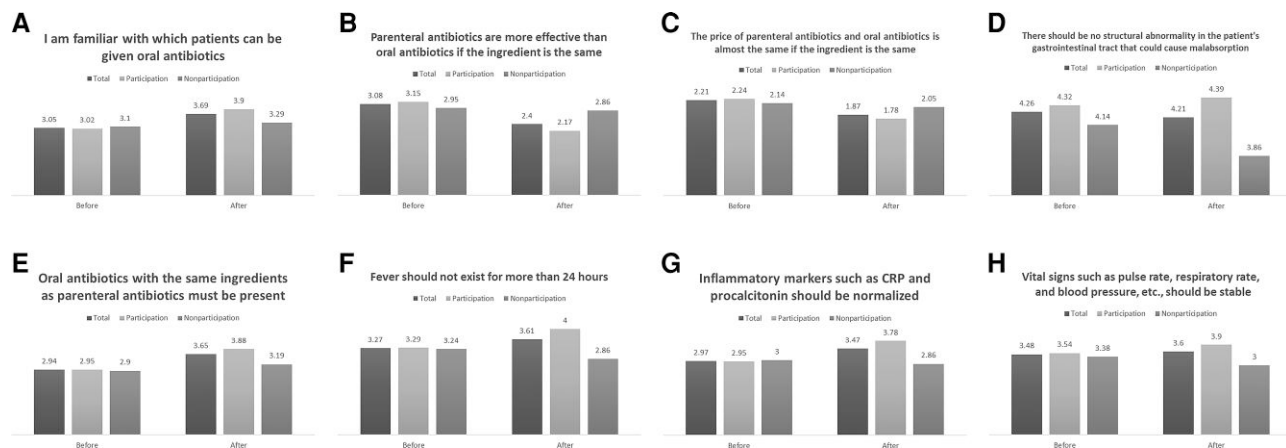 A
I am familiar with which patients can be
given oral antibiotics
Total Participation Nonparticipation
3.05 3.02 3.1 3.69 3.9 3.29
Before After
B
Parenteral antibiotics are more effective than
oral antibiotics if the ingredient is the same
Total Participation Nonparticipation
3.08 3.15 2.95 2.4 2.17 2.86
Before After
C
The price of parenteral antibiotics and oral antibiotics is
almost the same if the ingredient is the same
Total Participation Nonparticipation
2.21 2.24 2.14 1.87 1.78 2.05
Before After
D
There should be no structural abnormality in the patient's
gastrointestinal tract that could cause malabsorption
Total Participation Nonparticipation
4.26 4.32 4.14 4.21 4.39 3.86
Before After
E
Oral antibiotics with the same ingredients
as parenteral antibiotics must be present
Total Participation Nonparticipation
2.94 2.95 2.9 3.65 3.88 3.19
Before After
F
Fever should not exist for more than 24 hours
Total Participation Nonparticipation
3.27 3.29 3.24 3.61 4 2.86
Before After
G
Inflammatory markers such as CRP and
procalcitonin should be normalized
Total Participation Nonparticipation
2.97 2.95 3 3.47 3.78 2.86
Before After
H
Vital signs such as pulse rate, respiratory rate,
and blood pressure, etc., should be stable
Total Participation Nonparticipation
3.48 3.54 3.38 3.6 3.9 3
Before After